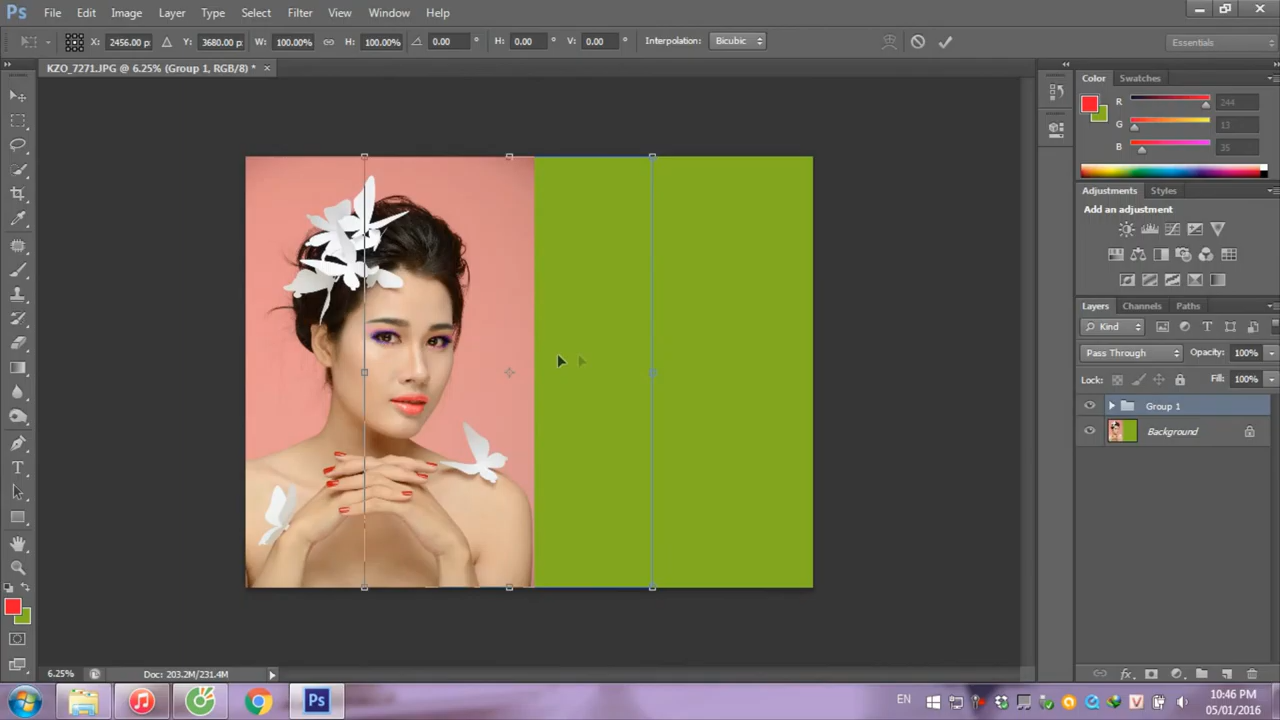 Ps File Edit Image Layer Type Select Filter 3D View Window Help
X: 2456.00 p Y: 3680.00 p W: 100.00% H: 100.00% 0.00 ° H: 0.00 ° V: 0.00 ° Interpolation: Bicubic Essentials
KZO_7271.JPG @ 6.25% (Group 1, RGB/8) * ×
Color Swatches
R 244
G 13
B 35
Adjustments Styles
Add an adjustment
Layers Channels Paths
Kind
Pass Through Opacity: 100%
Lock: Fill: 100%
Group 1
Background
6.25% Doc: 203.2M/231.4M
Ps EN V 10:46 PM
05/01/2016